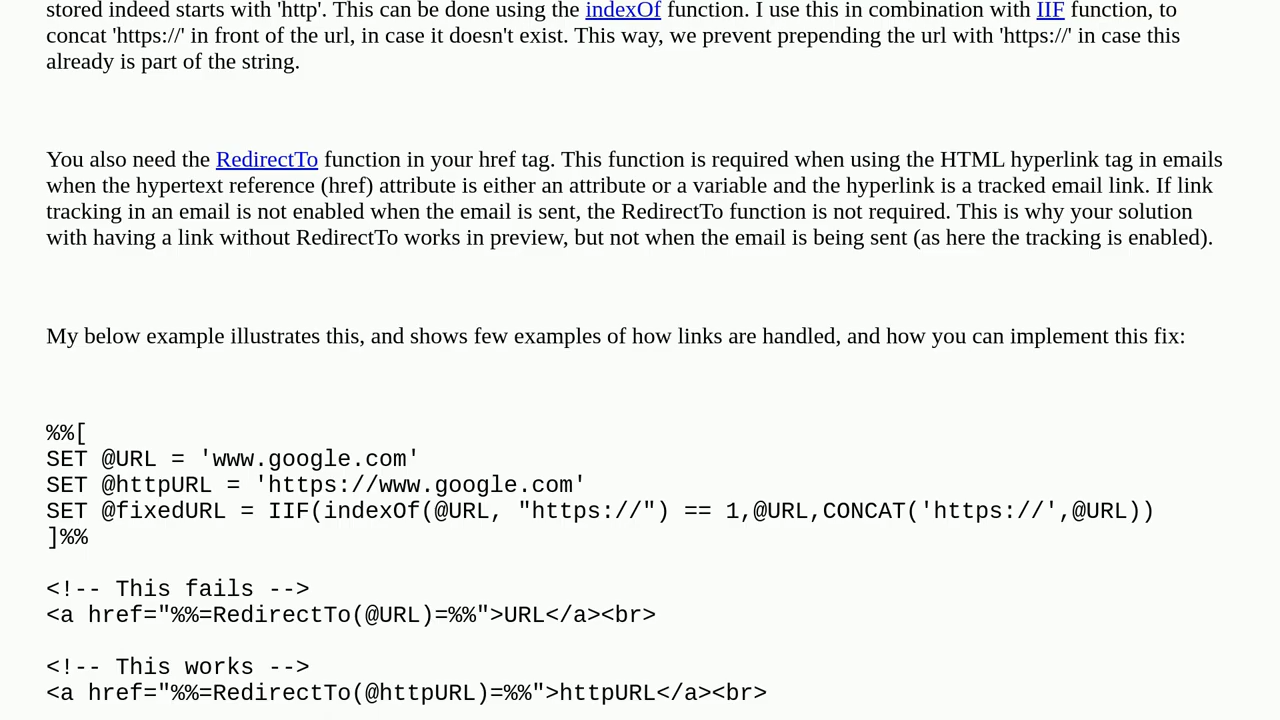 stored indeed starts with 'http'. This can be done using the indexOf function. I use this in combination with IIF function, to
concat 'https://' in front of the url, in case it doesn't exist. This way, we prevent prepending the url with 'https://' in case this
already is part of the string.
You also need the RedirectTo function in your href tag. This function is required when using the HTML hyperlink tag in emails
when the hypertext reference (href) attribute is either an attribute or a variable and the hyperlink is a tracked email link. If link
tracking in an email is not enabled when the email is sent, the RedirectTo function is not required. This is why your solution
with having a link without RedirectTo works in preview, but not when the email is being sent (as here the tracking is enabled).
My below example illustrates this, and shows few examples of how links are handled, and how you can implement this fix:
%%[
SET @URL = 'www.google.com'
SET @httpURL = 'https://www.google.com'
SET @fixedURL = IIF(indexOf(@URL, "https://") == 1,@URL,CONCAT('https://',@URL))
]%%
<!-- This fails -->
<a href="%%=RedirectTo(@URL)=%%">URL</a><br>
<!-- This works -->
<a href="%%=RedirectTo(@httpURL)=%%">httpURL</a><br>